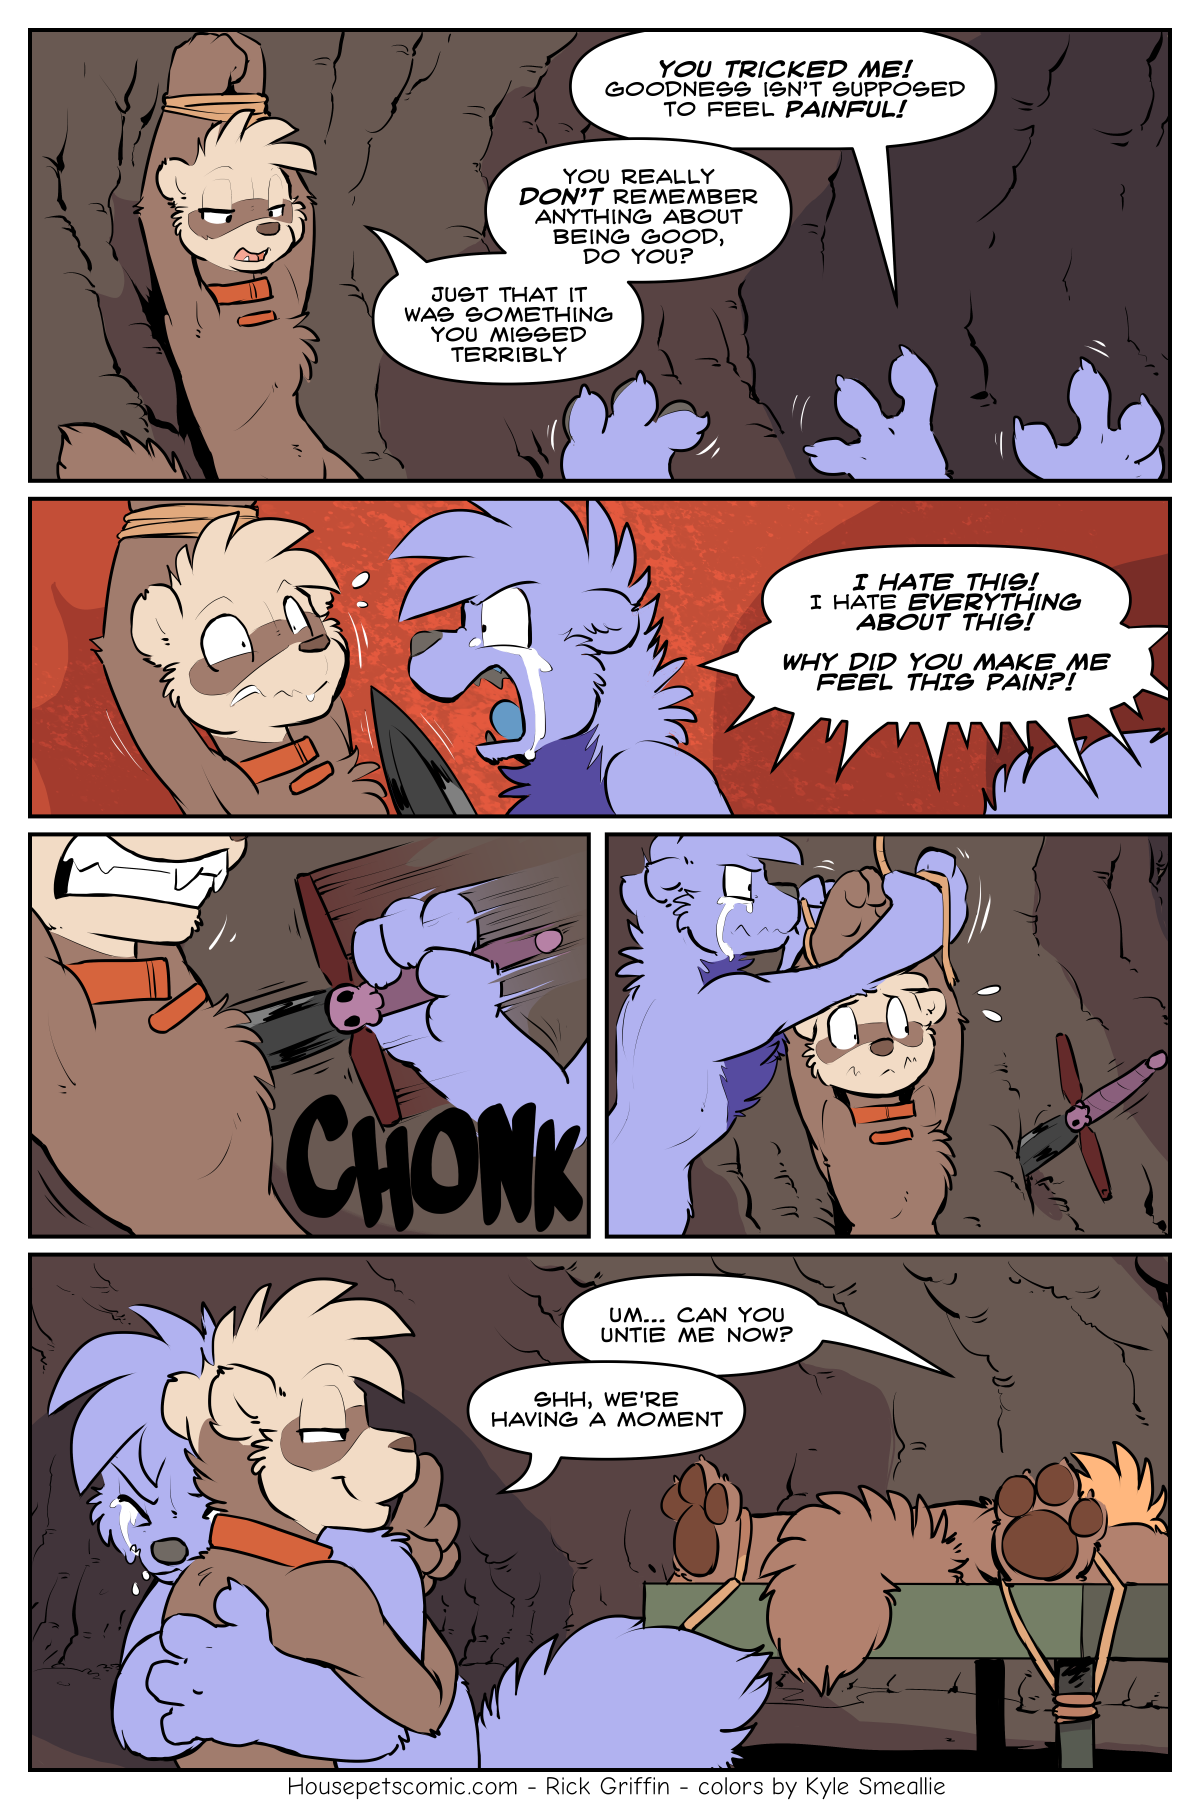 YOU TRICKED ME!
GOODNESS ISN'T SUPPOSED
TO FEEL PAINFUL!
YOU REALLY
DON'T REMEMBER
ANYTHING ABOUT
BEING GOOD,
DO YOU?
JUST THAT IT
WAS SOMETHING
YOU MISSED
TERRIBLY
I HATE THIS!
I HATE EVERYTHING
ABOUT THIS!
WHY DID YOU MAKE ME
FEEL THIS PAIN?!
CHONK
UM... CAN YOU
UNTIE ME NOW?
SHH, WE'RE
HAVING A MOMENT
Housepetscomic.com - Rick Griffin - colors by Kyle Smeallie